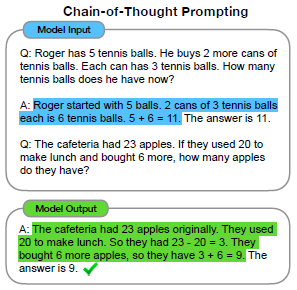 Chain-of-Thought Prompting
Model Input
Q: Roger has 5 tennis balls. He buys 2 more cans of
tennis balls. Each can has 3 tennis balls. How many
tennis balls does he have now?
A: Roger started with 5 balls. 2 cans of 3 tennis balls
each is 6 tennis balls. 5 + 6 = 11. The answer is 11.
Q: The cafeteria had 23 apples. If they used 20 to
make lunch and bought 6 more, how many apples
do they have?
Model Output
A: The cafeteria had 23 apples originally. They used
20 to make lunch. So they had 23 - 20 = 3. They
bought 6 more apples, so they have 3 + 6 = 9. The
answer is 9.